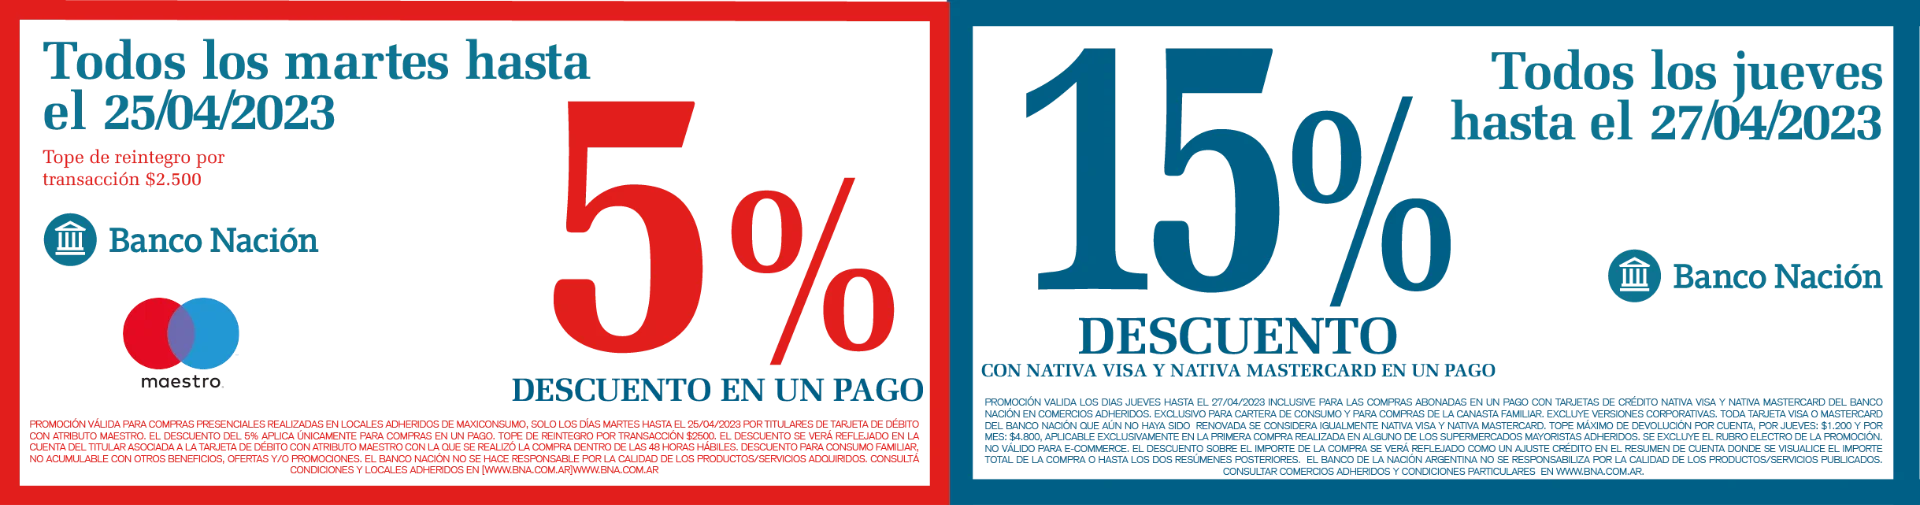 Todos los martes hasta
el 25/04/2023
Tope de reintegro por
transacción $2.500
Banco Nación
maestro
5%
DESCUENTO EN UN PAGO
PROMOCIÓN VÁLIDA PARA COMPRAS PRESENCIALES REALIZADAS EN LOCALES ADHERIDOS DE MAXICONSUMO, SOLO LOS DÍAS MARTES HASTA EL 25/04/2023 POR TITULARES DE TARJETA DE DÉBITO
CON ATRIBUTO MAESTRO. EL DESCUENTO DEL 5% APLICA ÚNICAMENTE PARA COMPRAS EN UN PAGO. TOPE DE REINTEGRO POR TRANSACCIÓN $2500. EL DESCUENTO SE VERÁ REFLEJADO EN LA
CUENTA DEL TITULAR ASOCIADA A LA TARJETA DE DÉBITO CON ATRIBUTO MAESTRO CON LA QUE SE REALIZÓ LA COMPRA DENTRO DE LAS 48 HORAS HÁBILES. DESCUENTO PARA CONSUMO FAMILIAR,
NO ACUMULABLE CON OTROS BENEFICIOS, OFERTAS Y/O PROMOCIONES. EL BANCO NACIÓN NO SE HACE RESPONSABLE POR LA CALIDAD DE LOS PRODUCTOS/SERVICIOS ADQUIRIDOS. CONSULTÁ
CONDICIONES Y LOCALES ADHERIDOS EN [WWW.BNA.COM.AR]WWW.BNA.COM.AR
15%
DESCUENTO
CON NATIVA VISA Y NATIVA MASTERCARD EN UN PAGO
Todos los jueves
hasta el 27/04/2023
Banco Nación
PROMOCIÓN VALIDA LOS DIAS JUEVES HASTA EL 27/04/2023 INCLUSIVE PARA LAS COMPRAS ABONADAS EN UN PAGO CON TARJETAS DE CRÉDITO NATIVA VISA Y NATIVA MASTERCARD DEL BANCO
NACIÓN EN COMERCIOS ADHERIDOS. EXCLUSIVO PARA CARTERA DE CONSUMO Y PARA COMPRAS DE LA CANASTA FAMILIAR. EXCLUYE VERSIONES CORPORATIVAS. TODA TARJETA VISA O MASTERCARD
DEL BANCO NACIÓN QUE AÚN NO HAYA SIDO RENOVADA SE CONSIDERA IGUALMENTE NATIVA VISA Y NATIVA MASTERCARD. TOPE MÁXIMO DE DEVOLUCIÓN POR CUENTA, POR JUEVES: $1.200 Y POR
MES: $4.800, APLICABLE EXCLUSIVAMENTE EN LA PRIMERA COMPRA REALIZADA EN ALGUNO DE LOS SUPERMERCADOS MAYORISTAS ADHERIDOS. SE EXCLUYE EL RUBRO ELECTRO DE LA PROMOCIÓN.
NO VÁLIDO PARA E-COMMERCE. EL DESCUENTO SOBRE EL IMPORTE DE LA COMPRA SE VERÁ REFLEJADO COMO UN AJUSTE CRÉDITO EN EL RESUMEN DE CUENTA DONDE SE VISUALICE EL IMPORTE
TOTAL DE LA COMPRA O HASTA LOS DOS RESÚMENES POSTERIORES. EL BANCO DE LA NACIÓN ARGENTINA NO SE RESPONSABILIZA POR LA CALIDAD DE LOS PRODUCTOS/SERVICIOS PUBLICADOS.
CONSULTAR COMERCIOS ADHERIDOS Y CONDICIONES PARTICULARES EN WWW.BNA.COM.AR.